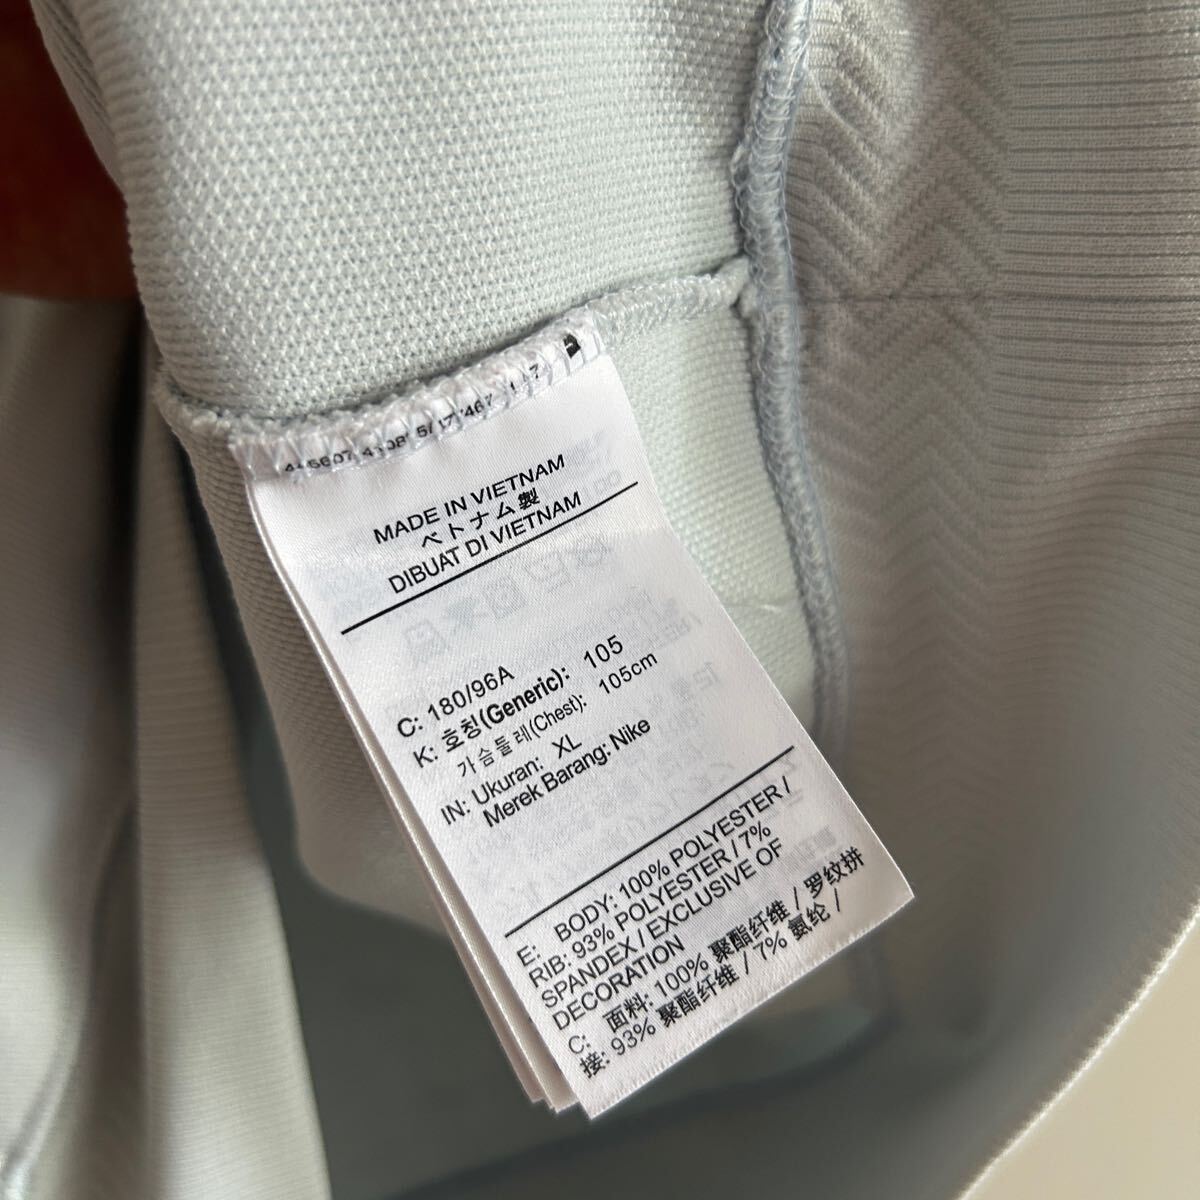 MADE IN VIETNAM
ベトナム製
DIBUAT DI VIETNAM
C: 180/96A
K: 호칭(Generic): 105
가슴둘레(Chest): 105cm
IN: Ukuran: XL
Merek Barang: Nike
E: BODY: 100% POLYESTER /
RIB: 93% POLYESTER / 7%
SPANDEX / EXCLUSIVE OF
DECORATION
C: 面料: 100% 聚酯纤维 / 罗纹拼
接: 93% 聚酯纤维 / 7% 氨纶 /